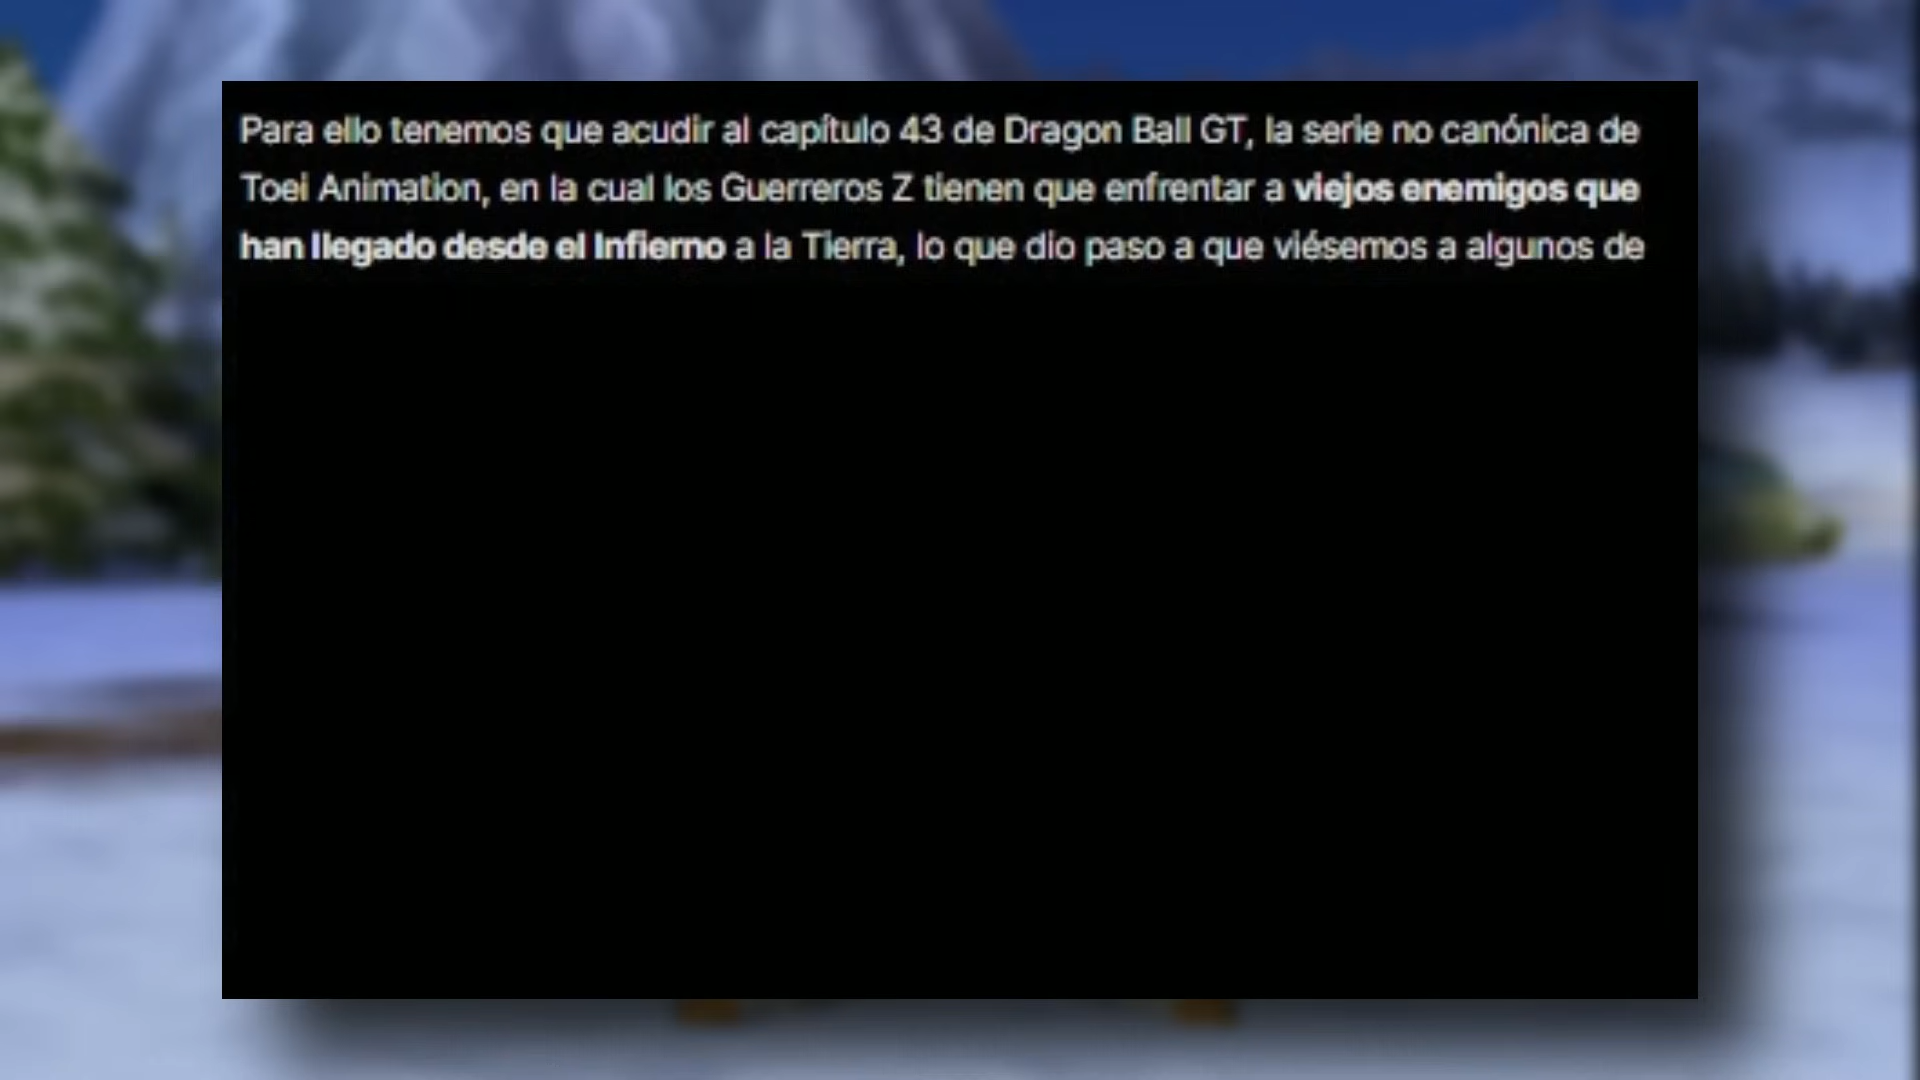 Para ello tenemos que acudir al capítulo 43 de Dragon Ball GT, la serie no canónica de
Toei Animation, en la cual los Guerreros Z tienen que enfrentar a viejos enemigos que
han llegado desde el Infierno a la Tierra, lo que dio paso a que viésemos a algunos de